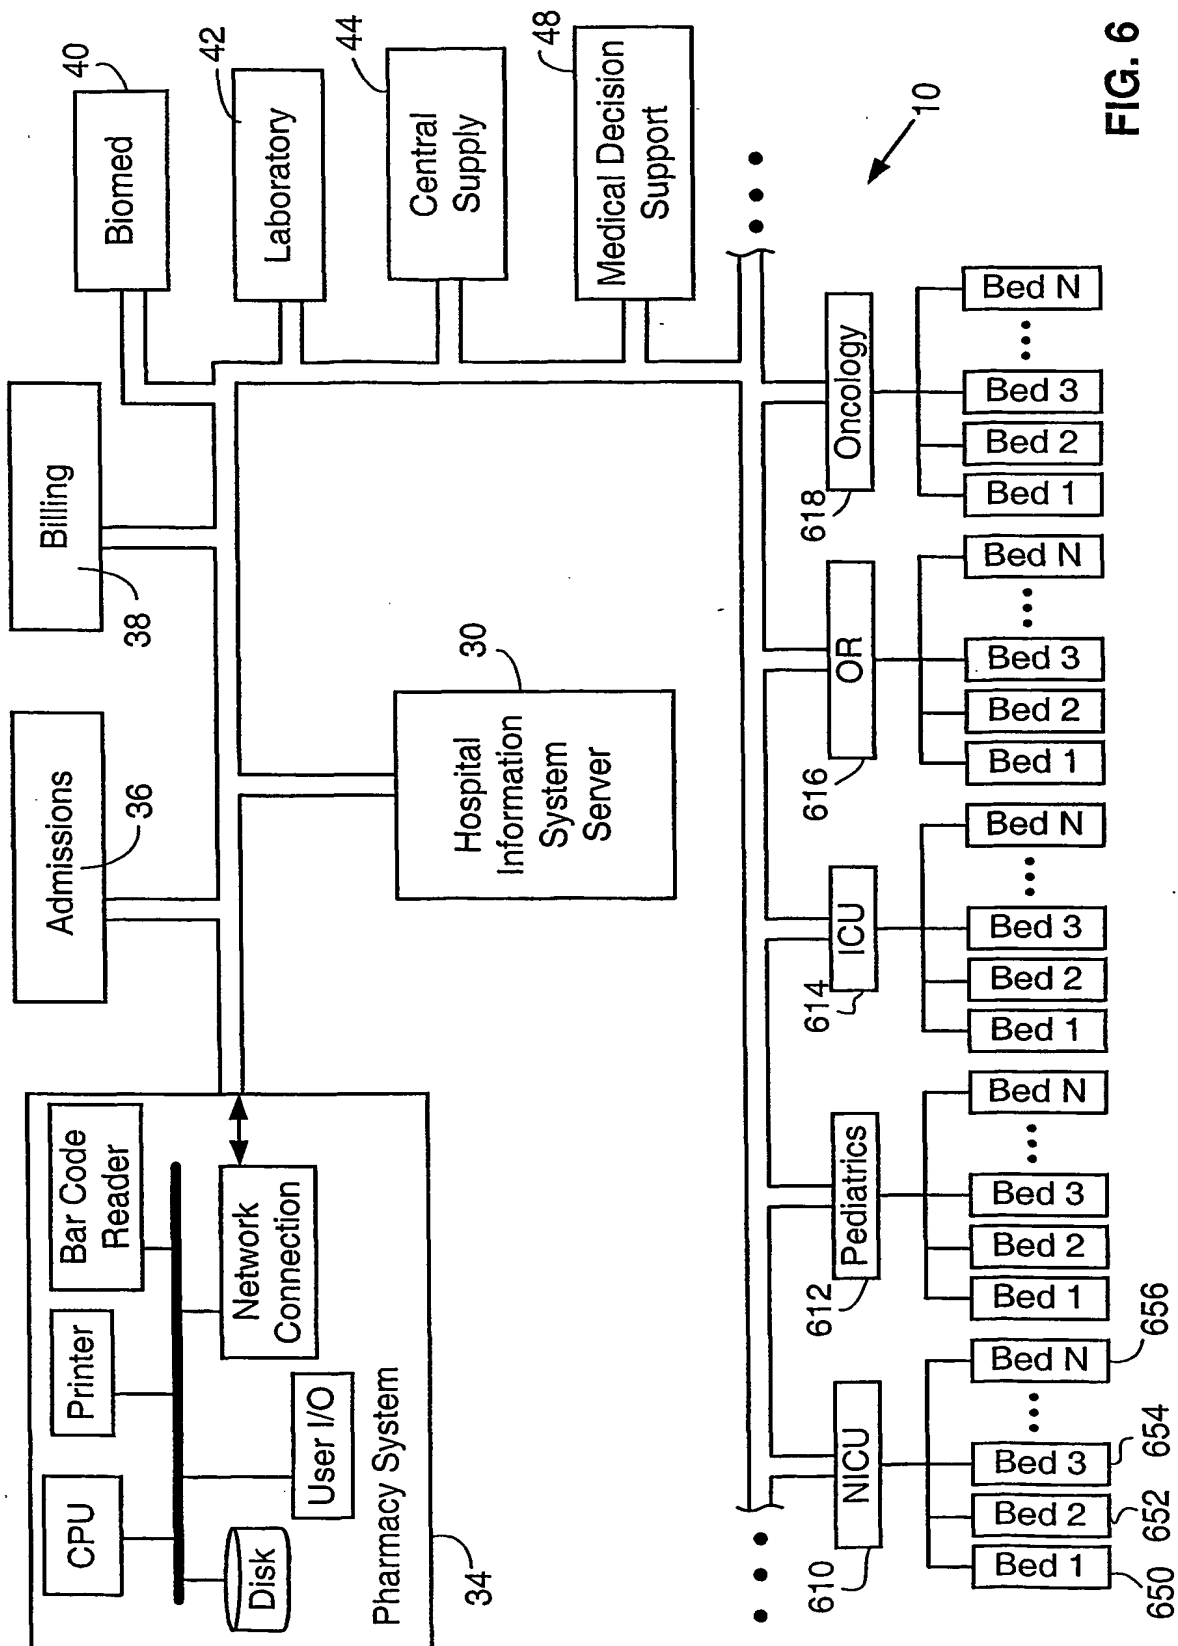 CPU
Printer
Bar Code
Reader
Disk
User I/O
Network
Connection
Pharmacy System
34
Admissions
36
Billing
38
Biomed
40
Laboratory
42
Central
Supply
44
Medical Decision
Support
48
Hospital
Information
System
Server
30
10
NICU
610
Pediatrics
612
ICU
614
OR
616
Oncology
618
Bed 1
Bed 2
Bed 3
Bed N
650
652
654
656
Bed 1
Bed 2
Bed 3
Bed N
Bed 1
Bed 2
Bed 3
Bed N
Bed 1
Bed 2
Bed 3
Bed N
Bed 1
Bed 2
Bed 3
Bed N
FIG. 6